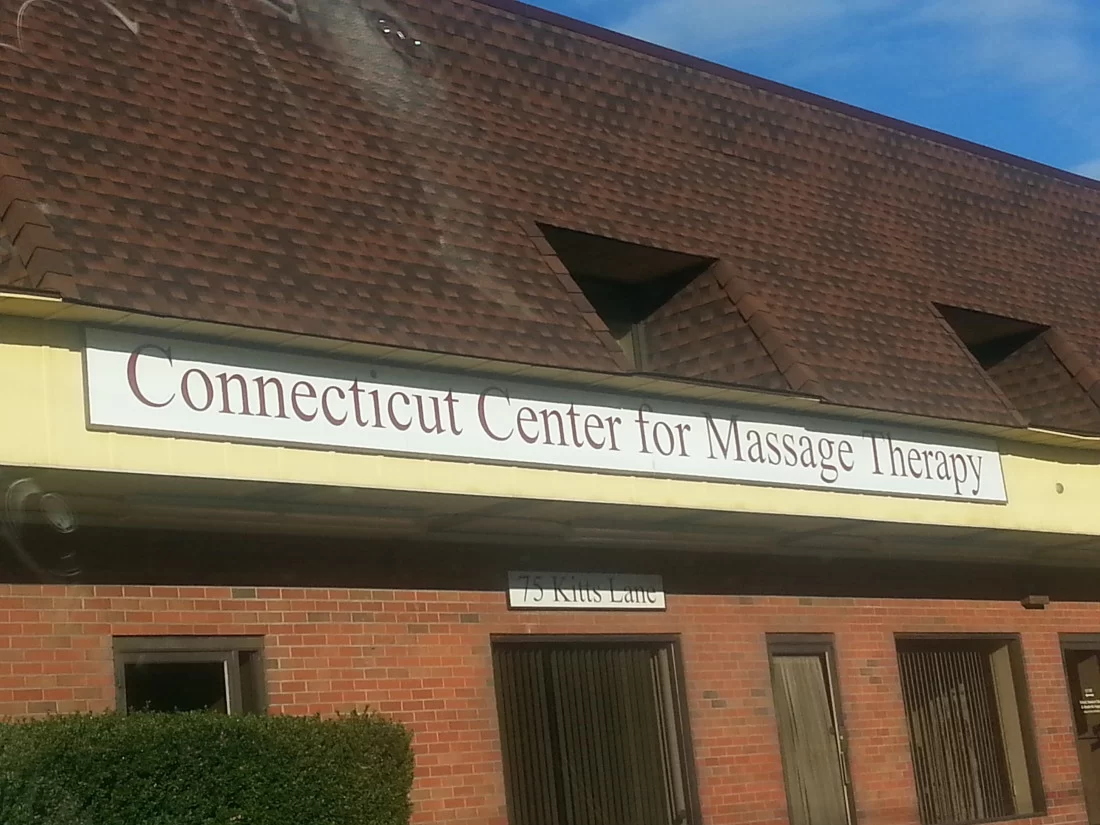 Connecticut Center for Massage Therapy
75 Kitts Lane